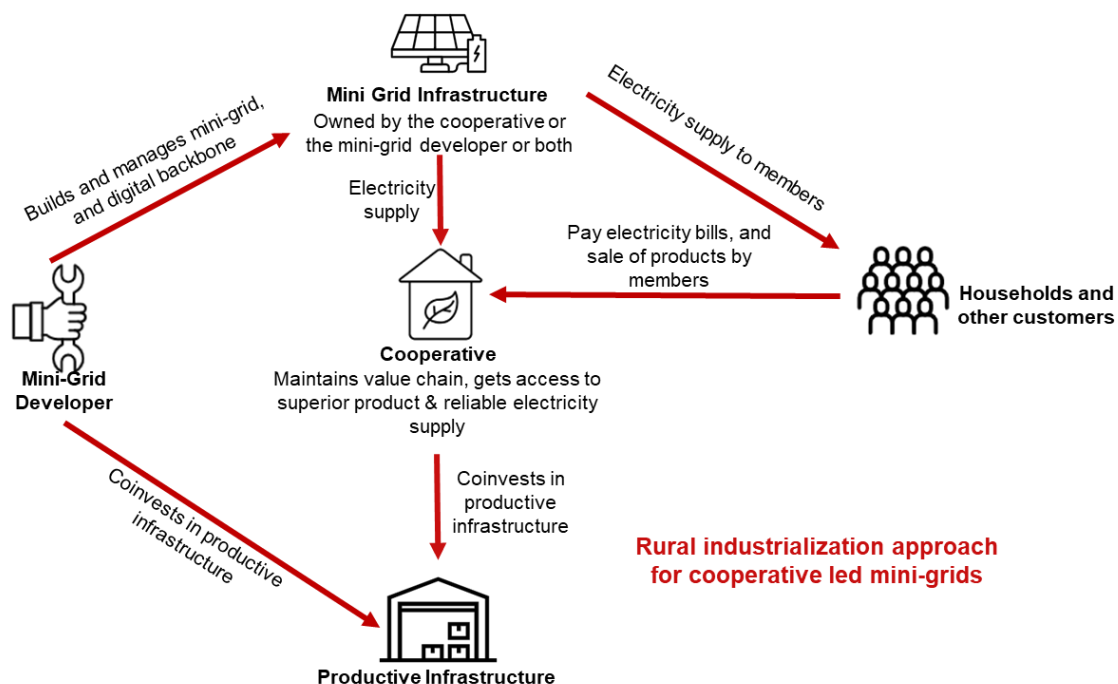 Mini Grid Infrastructure
Owned by the cooperative or
the mini-grid developer or both
Builds and manages mini-grid,
and digital backbone
Electricity supply to members
Electricity
supply
Pay electricity bills, and
sale of products by
members
Households and
other customers
Mini-Grid
Developer
Cooperative
Maintains value chain, gets access to
superior product & reliable electricity
supply
Coinvests in productive
infrastructure
Coinvests in
productive
infrastructure
Rural industrialization approach
for cooperative led mini-grids
Productive Infrastructure